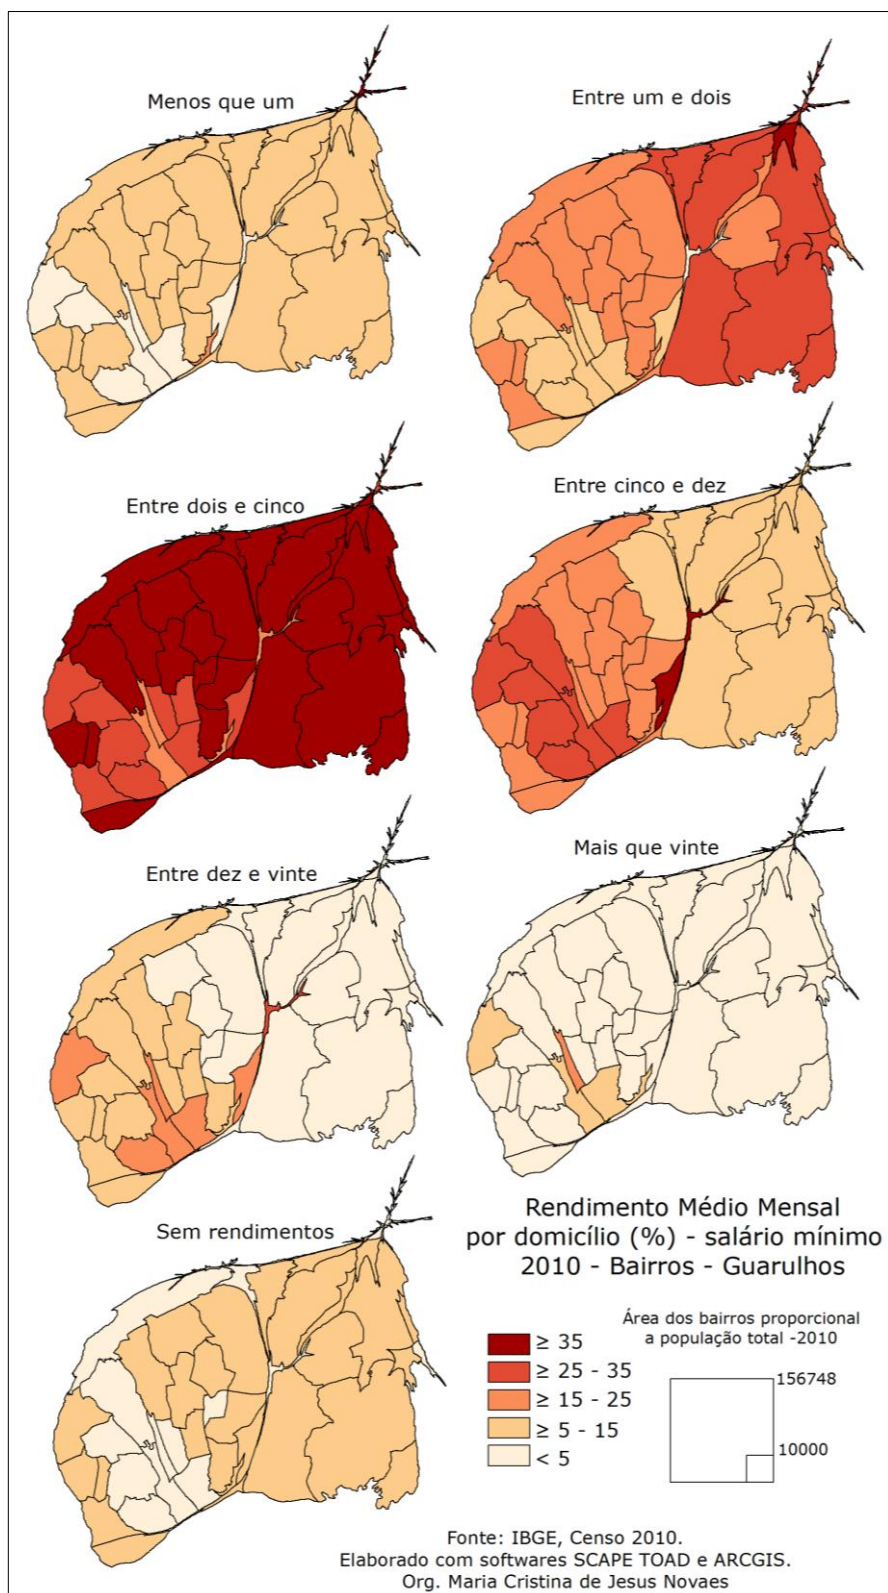 Menos que um
Entre um e dois
Entre dois e cinco
Entre cinco e dez
Entre dez e vinte
Mais que vinte
Sem rendimentos
Rendimento Médio Mensal
por domicílio (%) - salário mínimo
2010 - Bairros - Guarulhos
≥ 35
≥ 25 - 35
≥ 15 - 25
≥ 5 - 15
< 5
Área dos bairros proporcional
a população total -2010
156748
10000
Fonte: IBGE, Censo 2010.
Elaborado com softwares SCAPE TOAD e ARCGIS.
Org. Maria Cristina de Jesus Novaes